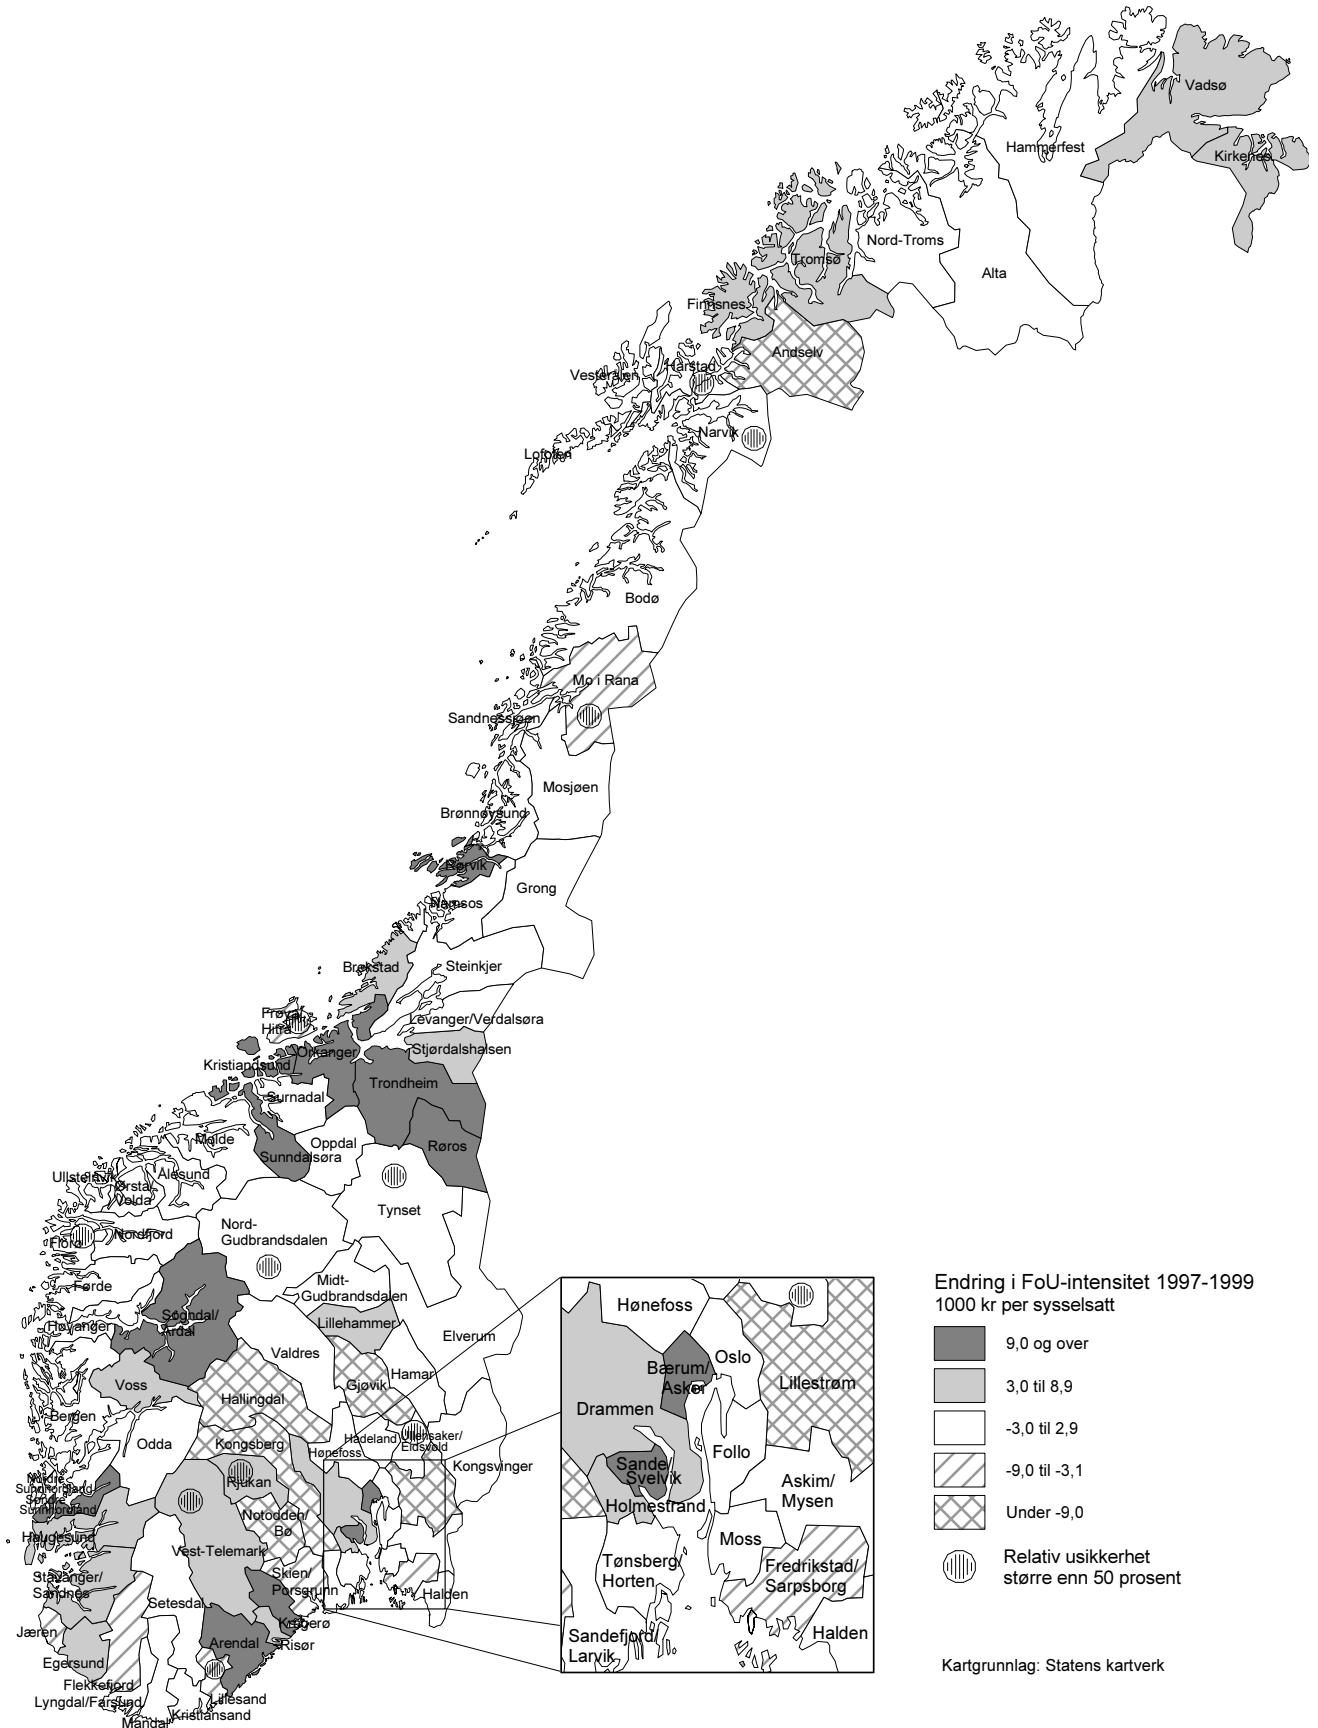 Vadsø
Hammerfest
Kirkenes
Nord-Troms
Tromsø
Alta
Finnsnes
Andselv
Harstad
Vesterålen
Narvik
Lofoten
Bodø
Mo i Rana
Sandnessjøen
Mosjøen
Brønnøysund
Rørvik
Grong
Namsos
Brekstad
Steinkjer
Frøya/
Hitra
Levanger/Verdalsøra
Orkanger
Stjørdalshalsen
Kristiandsund
Trondheim
Surnadal
Molde
Oppdal
Røros
Sunndalsøra
Ullsteinvik
Ålesund
Ørsta/
Volda
Tynset
Nord-
Gudbrandsdalen
Nordfjord
Florø
Førde
Midt-
Gudbrandsdalen
Sogndal/
Årdal
Lillehammer
Høyanger
Elverum
Valdres
Voss
Gjøvik
Hamar
Hallingdal
Bergen
Odda
Kongsberg
Hadeland
Ullensaker/
Eidsvold
Hønefoss
Kongsvinger
Nordre
Sunnhordland
Søndre
Sunnhordland
Rjukan
Notodden/
Bø
Haugesund
Vest-Telemark
Skien/
Porsgrunn
Stavanger/
Sandnes
Halden
Setesdal
Kragerø
Jæren
Arendal
Risør
Egersund
Flekkefjord
Lyngdal/Farsund
Lillesand
Kristiansand
Mandal
Hønefoss
Oslo
Bærum/
Asker
Lillestrøm
Drammen
Follo
Sande/
Svelvik
Askim/
Mysen
Holmestrand
Moss
Tønsberg/
Horten
Fredrikstad/
Sarpsborg
Sandefjord/
Larvik
Halden
Endring i FoU-intensitet 1997-1999
1000 kr per sysselsatt
9,0 og over
3,0 til 8,9
-3,0 til 2,9
-9,0 til -3,1
Under -9,0
Relativ usikkerhet
større enn 50 prosent
Kartgrunnlag: Statens kartverk